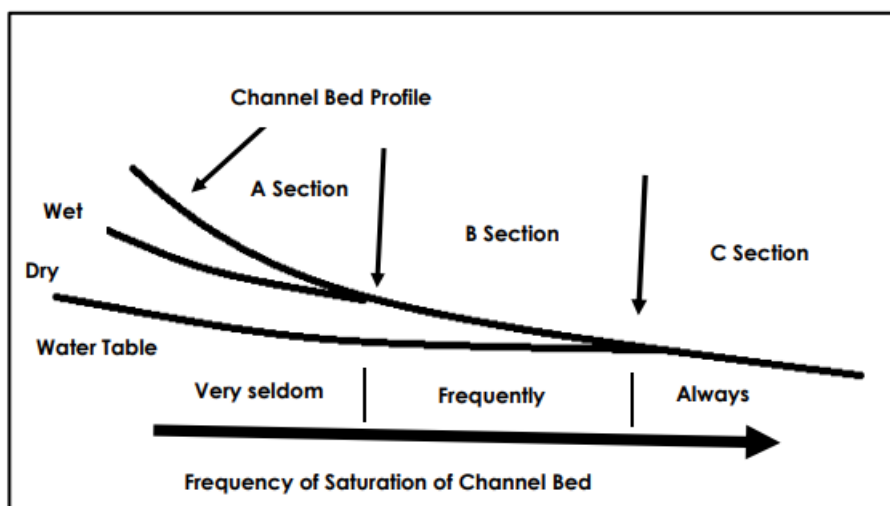 Channel Bed Profile
A Section
Wet
B Section
C Section
Dry
Water Table
Very seldom
Frequently
Always
Frequency of Saturation of Channel Bed